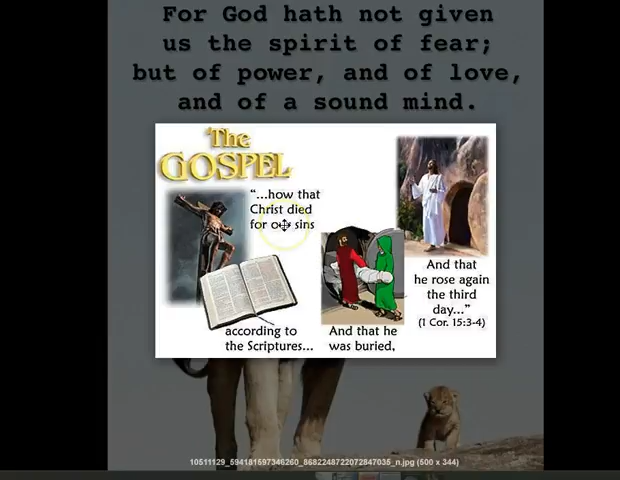 For God hath not given
us the spirit of fear;
but of power, and of love,
and of a sound mind.
The
GOSPEL
“...how that
Christ died
for our sins
according to
the Scriptures...
And that he
was buried,
And that
he rose again
the third
day...”
(1 Cor. 15:3-4)
10511129_594181597346260_8682248722072847035_n.jpg (500 x 344)